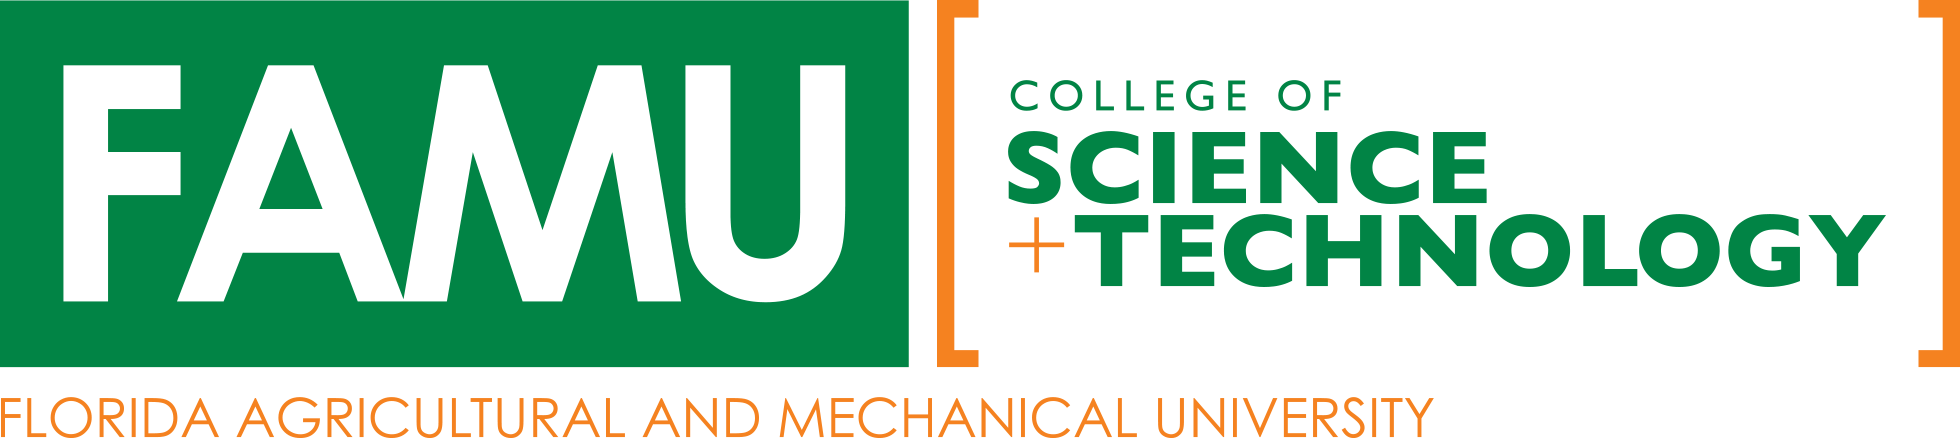 FAMU
COLLEGE OF
SCIENCE
+TECHNOLOGY
FLORIDA AGRICULTURAL AND MECHANICAL UNIVERSITY